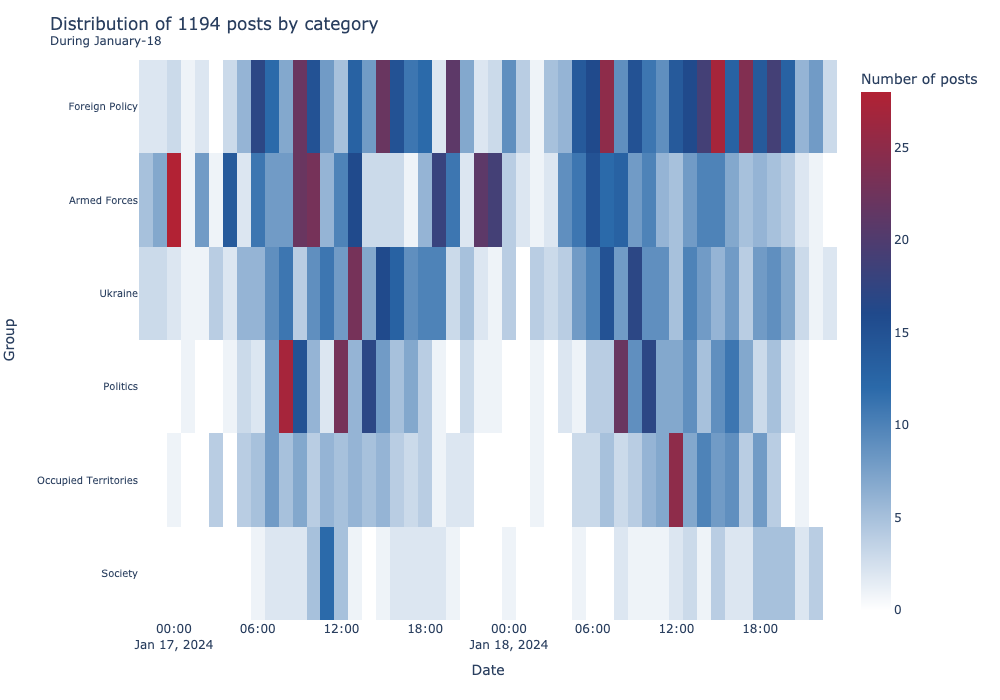 Distribution of 1194 posts by category
During January-18
Number of posts
Foreign Policy
Armed Forces
Ukraine
Politics
Occupied Territories
Society
Group
25
20
15
10
5
0
00:00
Jan 17, 2024
06:00
12:00
18:00
00:00
Jan 18, 2024
06:00
12:00
18:00
Date